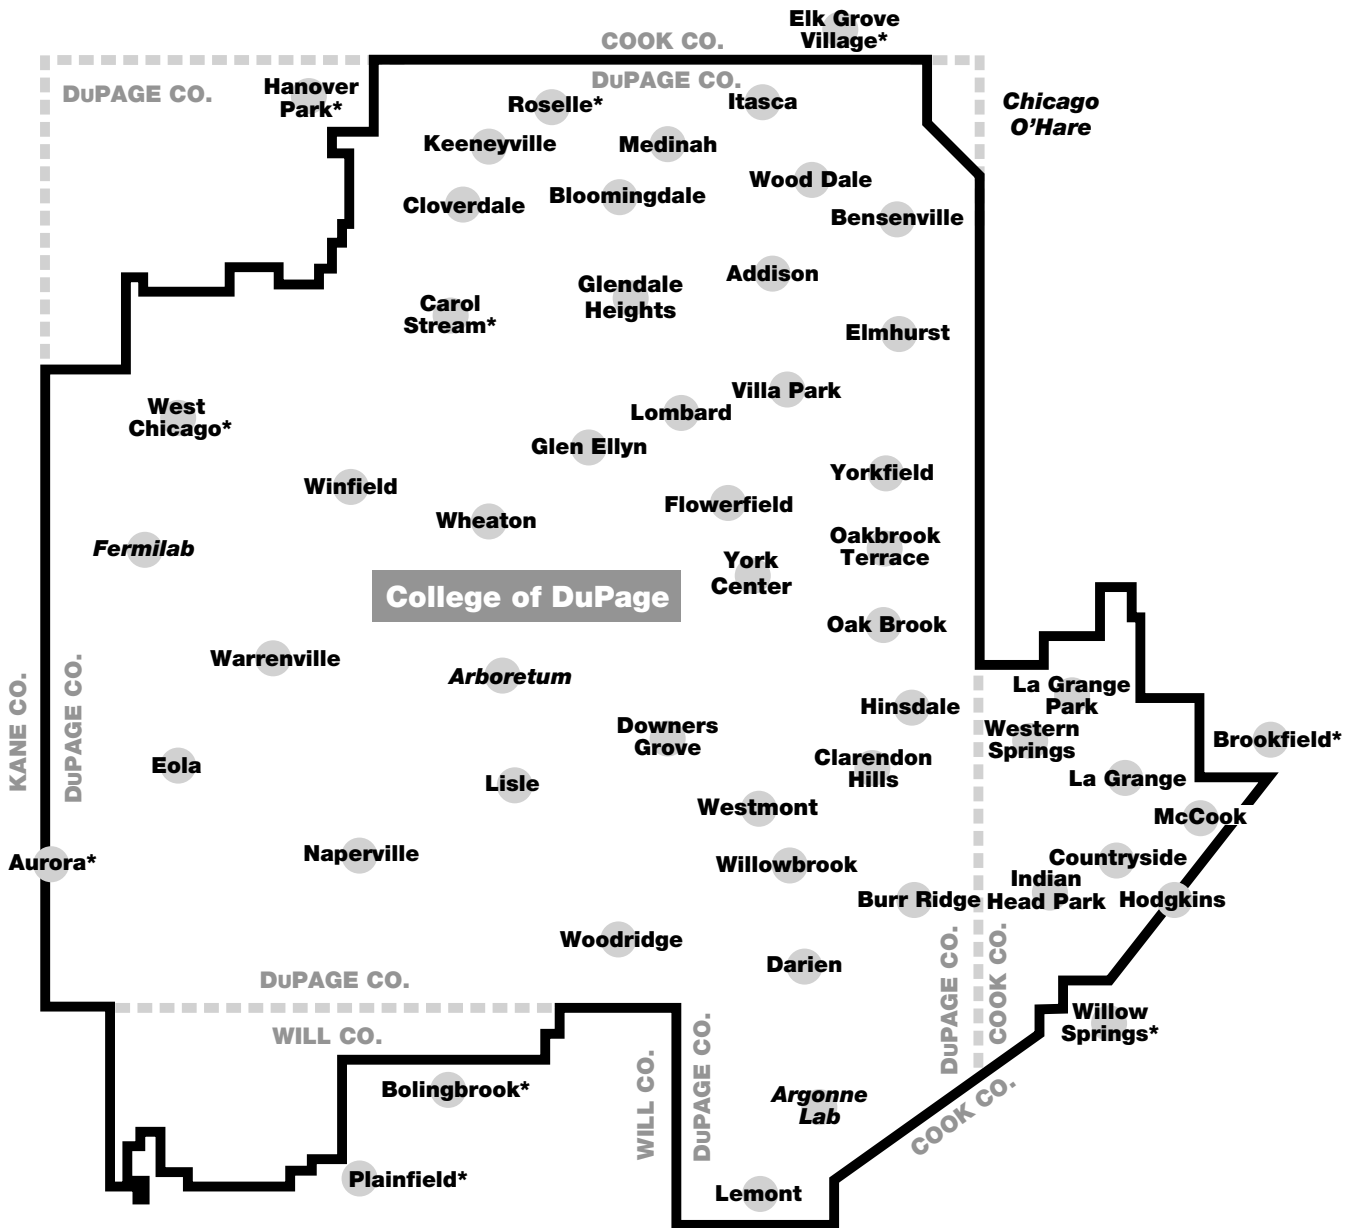 Elk Grove
Village*
COOK CO.
DuPAGE CO.
DuPAGE CO.
Hanover
Park*
Roselle*
Itasca
Chicago
O'Hare
Keeneyville
Medinah
Wood Dale
Cloverdale
Bloomingdale
Bensenville
Addison
Glendale
Heights
Carol
Stream*
Elmhurst
Villa Park
West
Chicago*
Lombard
Glen Ellyn
Yorkfield
Winfield
Flowerfield
Wheaton
Fermilab
Oakbrook
Terrace
York
Center
College of DuPage
Oak Brook
Warrenville
Arboretum
KANE CO.
DuPAGE CO.
La Grange
Park
Hinsdale
Downers
Grove
Western
Springs
Brookfield*
Clarendon
Hills
Eola
Lisle
La Grange
Westmont
McCook
Naperville
Aurora*
Willowbrook
Countryside
Indian
Head Park
Burr Ridge
Hodgkins
Woodridge
Darien
DuPAGE CO.
DuPAGE CO.
COOK CO.
Willow
Springs*
WILL CO.
WILL CO.
DuPAGE CO.
Bolingbrook*
Argonne
Lab
COOK CO.
Plainfield*
Lemont